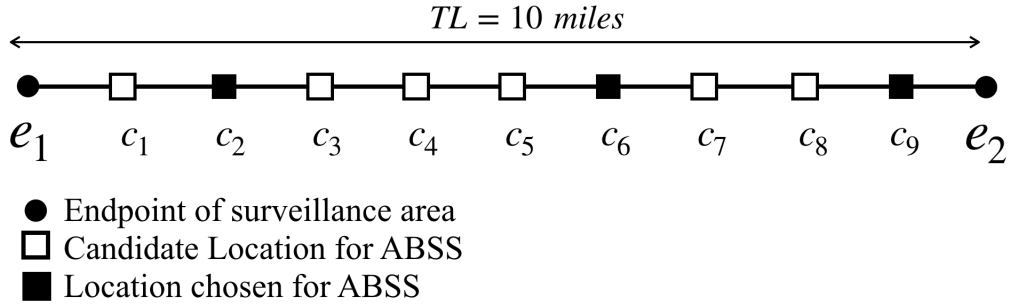 TL = 10 miles
e₁ c₁ c₂ c₃ c₄ c₅ c₆ c₇ c₈ c₉ e₂
Endpoint of surveillance area
Candidate Location for ABSS
Location chosen for ABSS